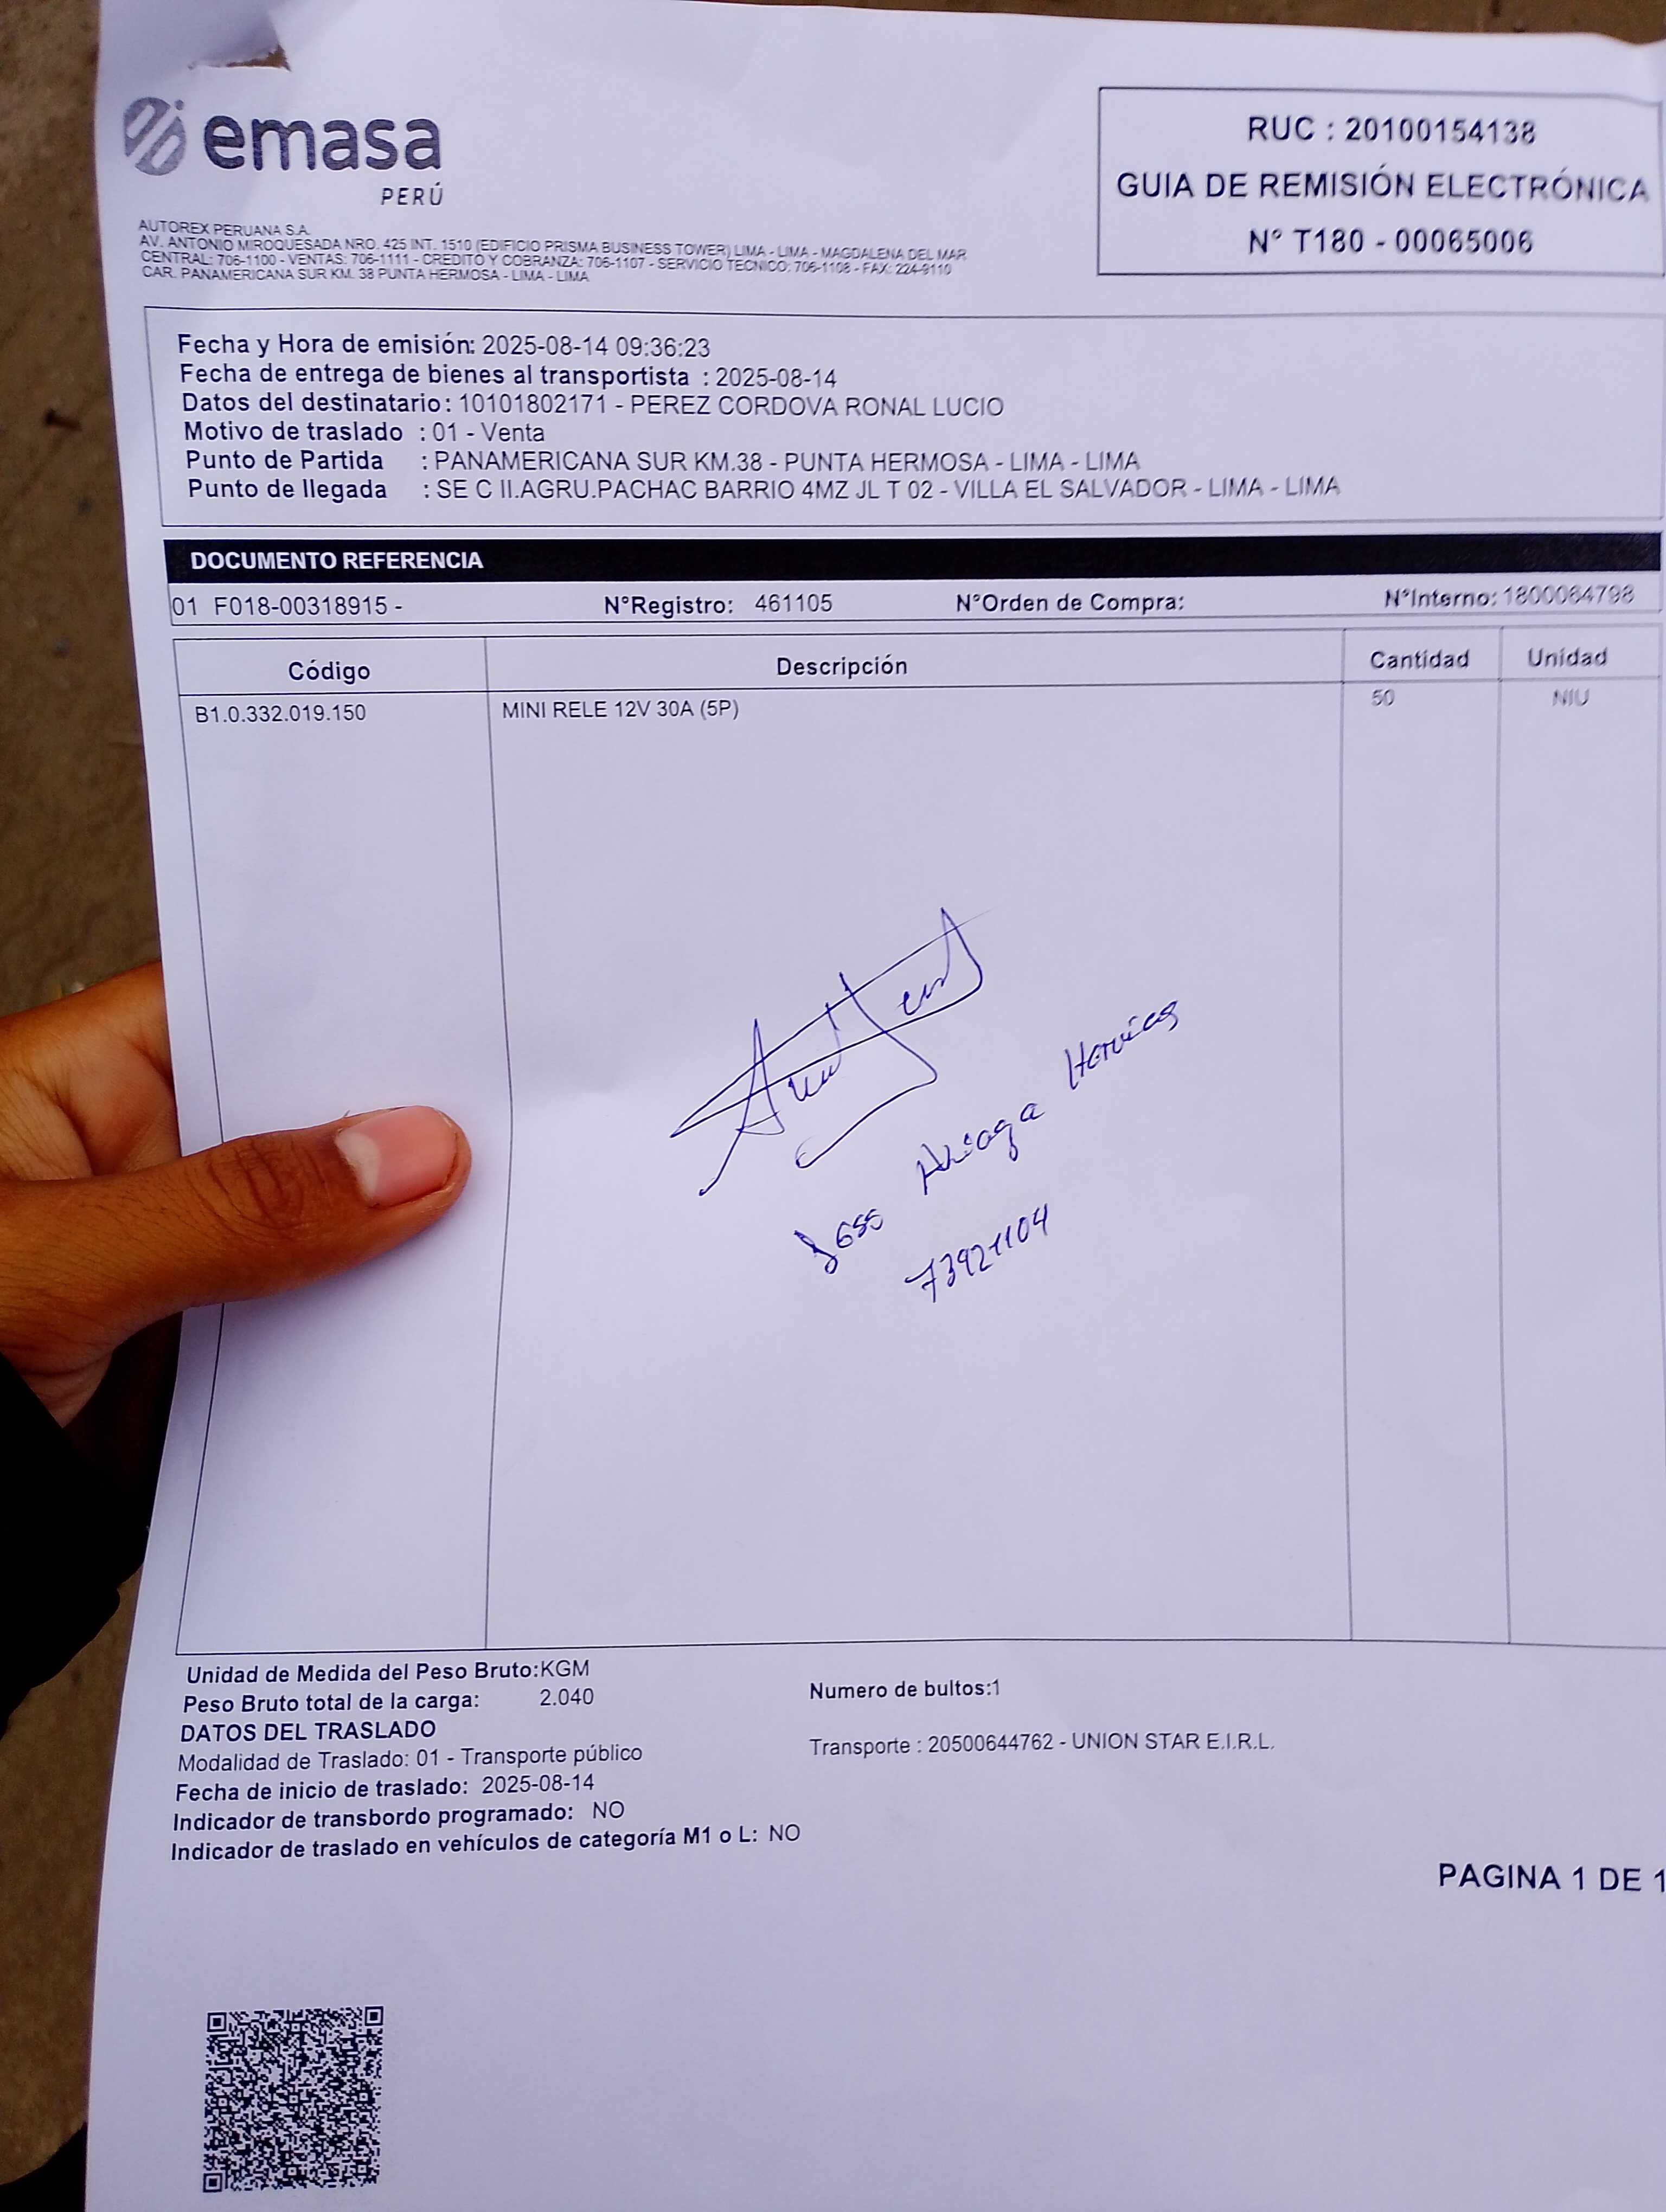 emasa
PERÚ
RUC : 20100154138
GUIA DE REMISIÓN ELECTRÓNICA
N° T180 - 00065006
AUTOREX PERUANA S.A.
AV. ANTONIO MIROQUESADA NRO. 425 INT. 1510 (EDIFICIO PRISMA BUSINESS TOWER) LIMA - LIMA - MAGDALENA DEL MAR
CENTRAL: 706-1100 - VENTAS: 706-1111 - CREDITO Y COBRANZA: 706-1107 - SERVICIO TECNICO: 706-1108 - FAX: 224-9110
CAR. PANAMERICANA SUR KM. 38 PUNTA HERMOSA - LIMA - LIMA
Fecha y Hora de emisión: 2025-08-14 09:36:23
Fecha de entrega de bienes al transportista : 2025-08-14
Datos del destinatario: 10101802171 - PEREZ CORDOVA RONAL LUCIO
Motivo de traslado : 01 - Venta
Punto de Partida : PANAMERICANA SUR KM.38 - PUNTA HERMOSA - LIMA - LIMA
Punto de llegada : SE C II.AGRU.PACHAC BARRIO 4MZ JL T 02 - VILLA EL SALVADOR - LIMA - LIMA
DOCUMENTO REFERENCIA
01 F018-00318915 - N°Registro: 461105 N°Orden de Compra: N°Interno: 1800064798
Código Descripción Cantidad Unidad
B1.0.332.019.150 MINI RELE 12V 30A (5P) 50 NIU
73921104
Unidad de Medida del Peso Bruto:KGM
Peso Bruto total de la carga: 2.040
Numero de bultos:1
DATOS DEL TRASLADO
Modalidad de Traslado: 01 - Transporte público
Transporte : 20500644762 - UNION STAR E.I.R.L.
Fecha de inicio de traslado: 2025-08-14
Indicador de transbordo programado: NO
Indicador de traslado en vehículos de categoría M1 o L: NO
PAGINA 1 DE 1